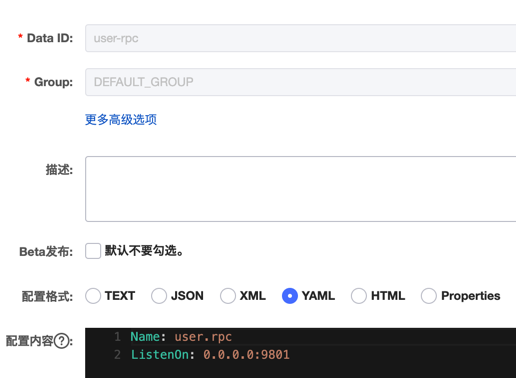 * Data ID: user-rpc
* Group: DEFAULT_GROUP
更多高级选项
描述:
Beta发布: 默认不要勾选。
配置格式: TEXT JSON XML YAML HTML Properties
配置内容?: 1 Name: user.rpc
2 ListenOn: 0.0.0.0:9801